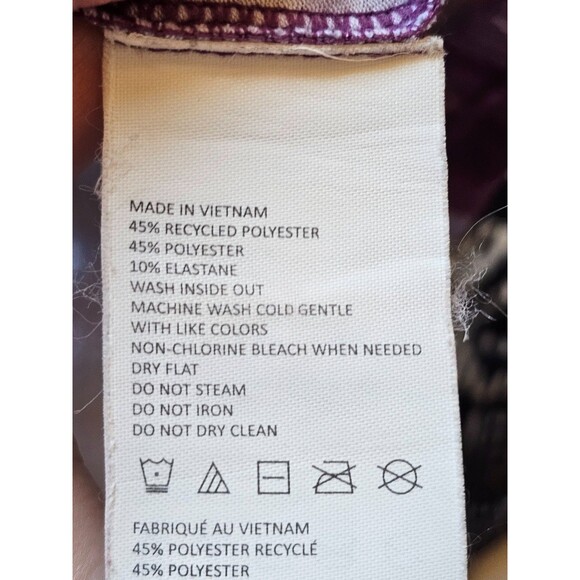 MADE IN VIETNAM
45% RECYCLED POLYESTER
45% POLYESTER
10% ELASTANE
WASH INSIDE OUT
MACHINE WASH COLD GENTLE
WITH LIKE COLORS
NON-CHLORINE BLEACH WHEN NEEDED
DRY FLAT
DO NOT STEAM
DO NOT IRON
DO NOT DRY CLEAN
FABRIQUÉ AU VIETNAM
45% POLYESTER RECYCLÉ
45% POLYESTER